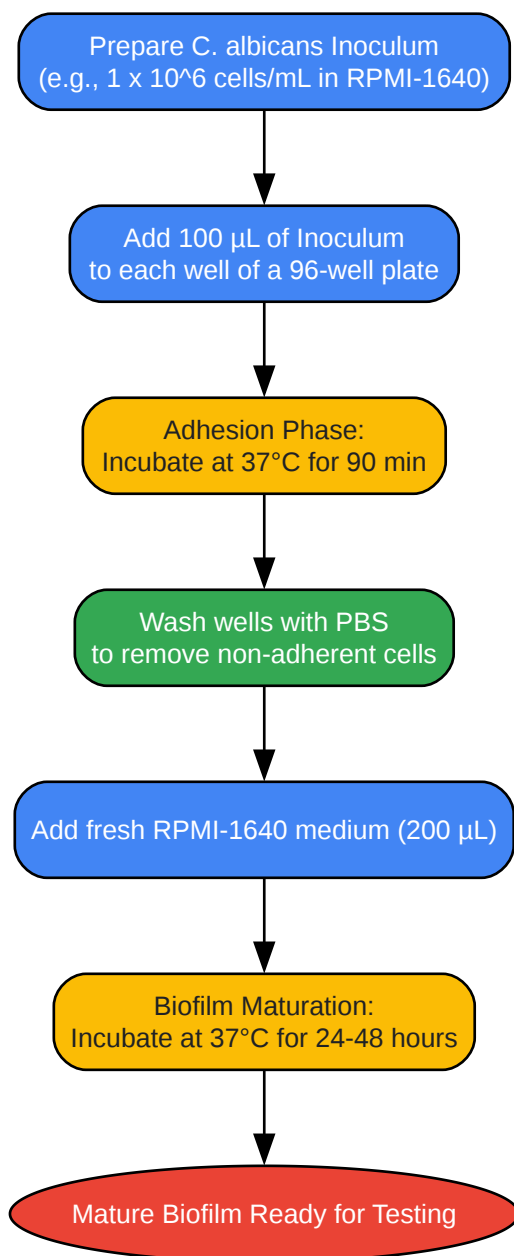 Prepare C. albicans Inoculum
(e.g., 1 x 10^6 cells/mL in RPMI-1640)
Add 100 µL of Inoculum
to each well of a 96-well plate
Adhesion Phase:
Incubate at 37°C for 90 min
Wash wells with PBS
to remove non-adherent cells
Add fresh RPMI-1640 medium (200 µL)
Biofilm Maturation:
Incubate at 37°C for 24-48 hours
Mature Biofilm Ready for Testing